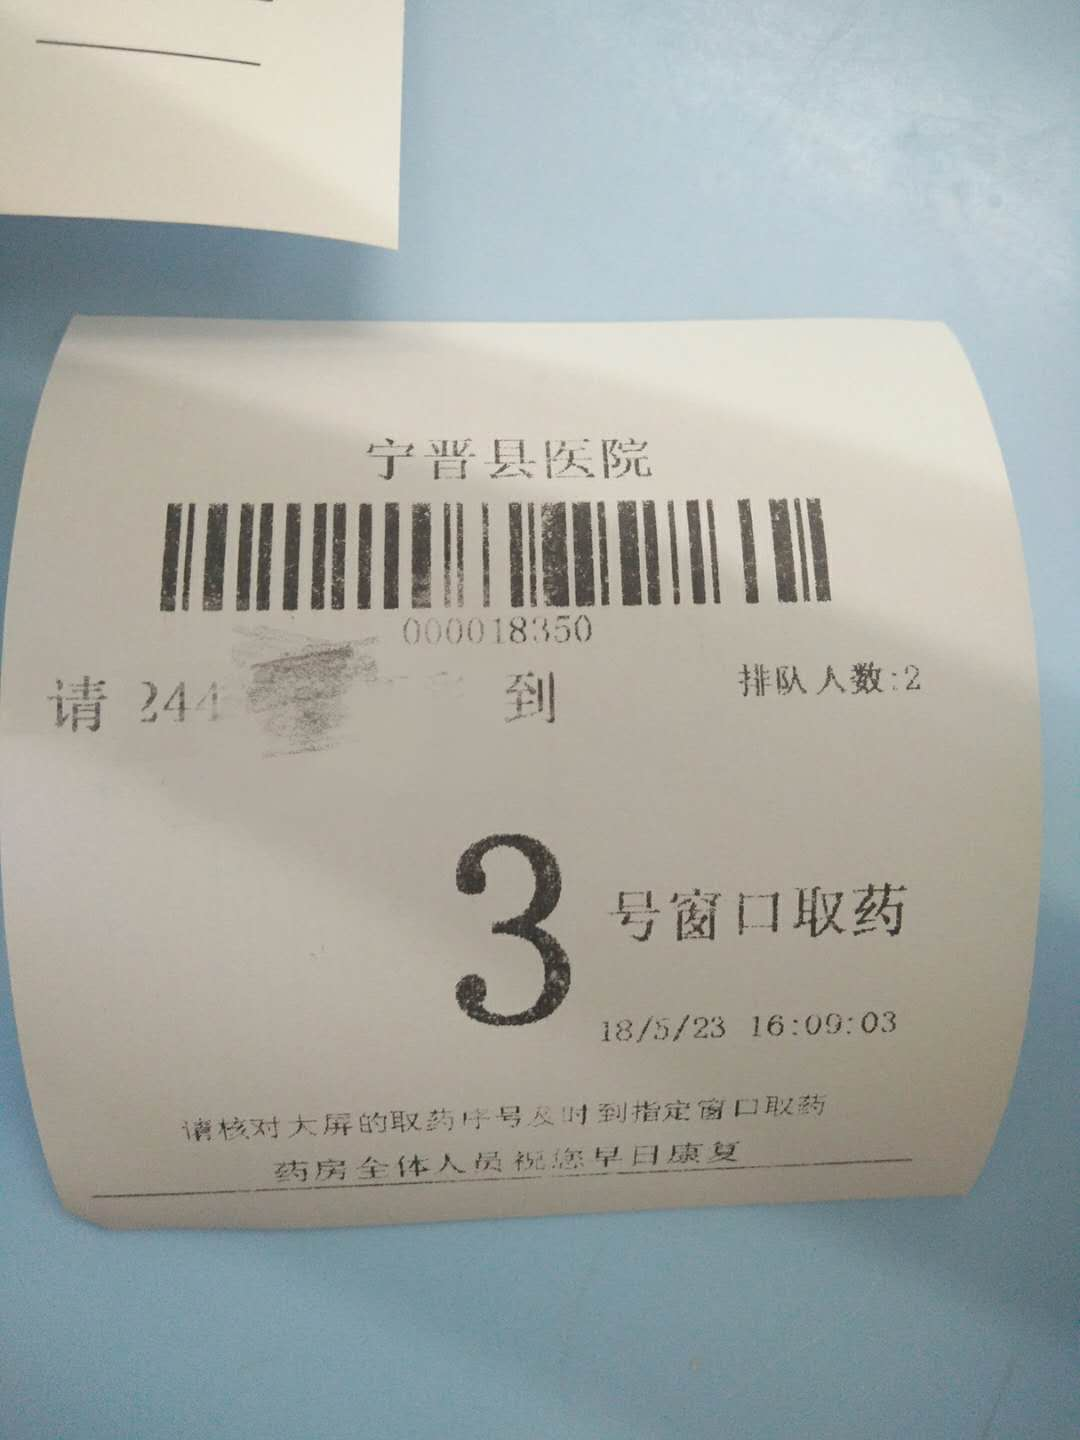 宁晋县医院
000018350
请 244 到
排队人数:2
3 号窗口取药
18/5/23 16:09:03
请核对大屏的取药序号及时到指定窗口取药
药房全体人员祝您早日康复